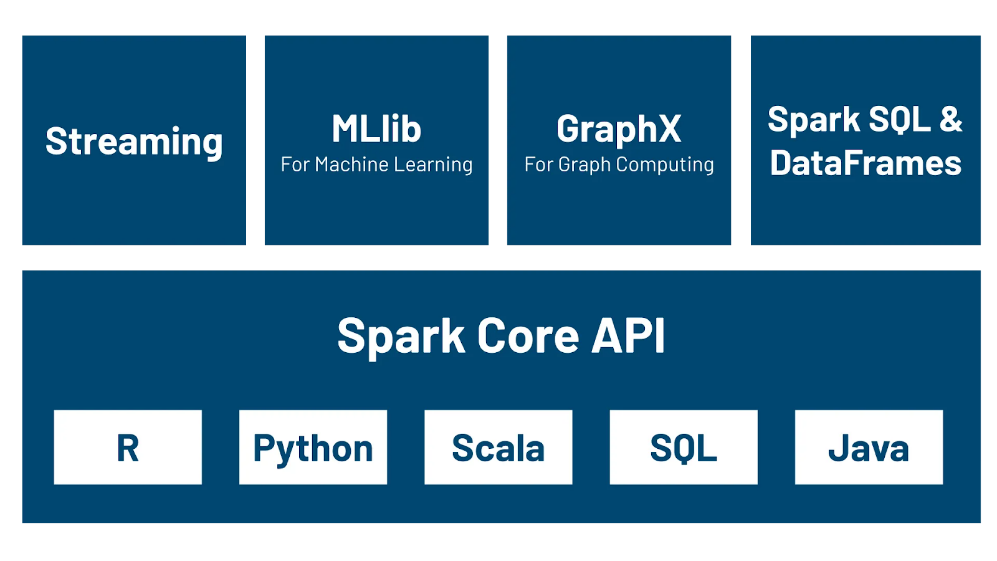 Streaming
MLlib
For Machine Learning
GraphX
For Graph Computing
Spark SQL &
DataFrames
Spark Core API
R
Python
Scala
SQL
Java